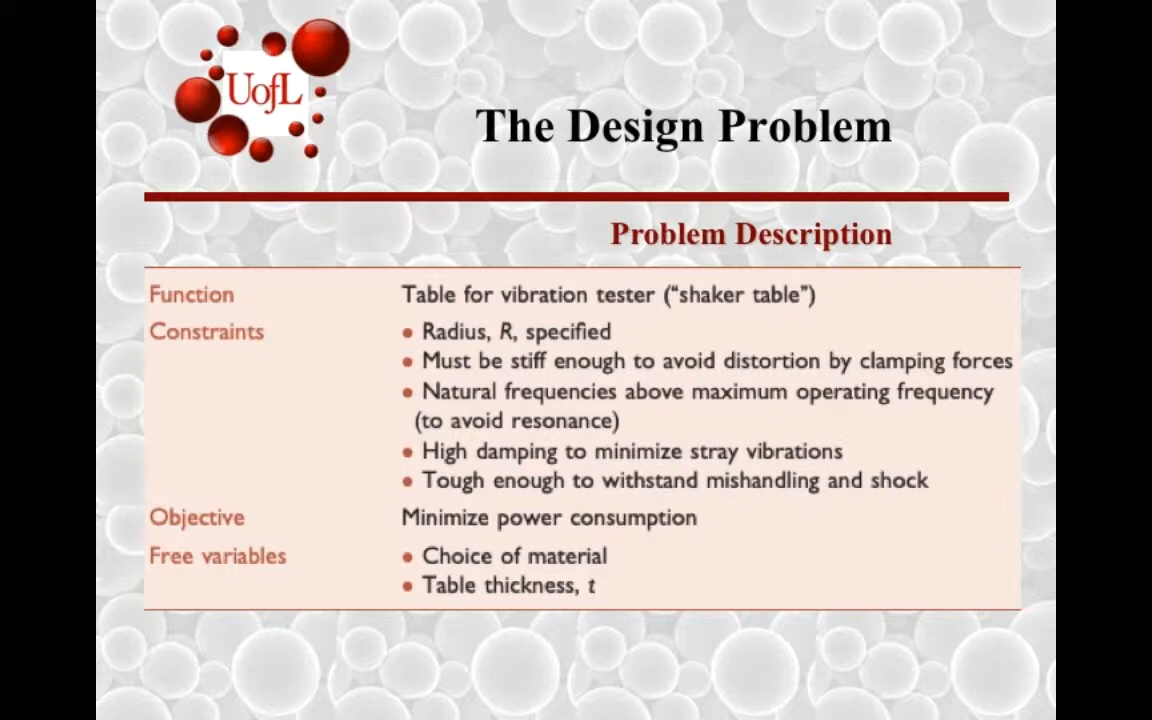 UofL
The Design Problem
Problem Description
Function Table for vibration tester (“shaker table”)
Constraints • Radius, R, specified
• Must be stiff enough to avoid distortion by clamping forces
• Natural frequencies above maximum operating frequency
(to avoid resonance)
• High damping to minimize stray vibrations
• Tough enough to withstand mishandling and shock
Objective Minimize power consumption
Free variables • Choice of material
• Table thickness, t